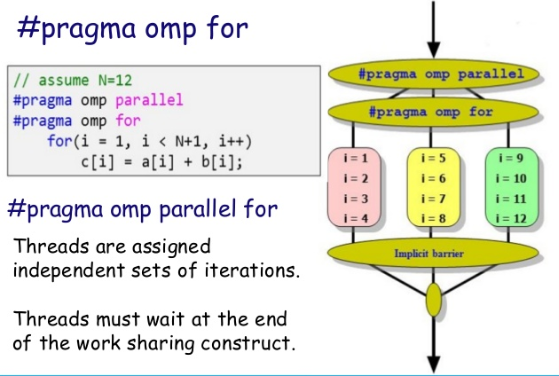 #pragma omp for
// assume N=12
#pragma omp parallel
#pragma omp for
for(i = 1, i < N+1, i++)
c[i] = a[i] + b[i];
#pragma omp parallel for
Threads are assigned
independent sets of iterations.
Threads must wait at the end
of the work sharing construct.
#pragma omp parallel
#pragma omp for
i = 1
i = 2
i = 3
i = 4
i = 5
i = 6
i = 7
i = 8
i = 9
i = 10
i = 11
i = 12
Implicit barrier